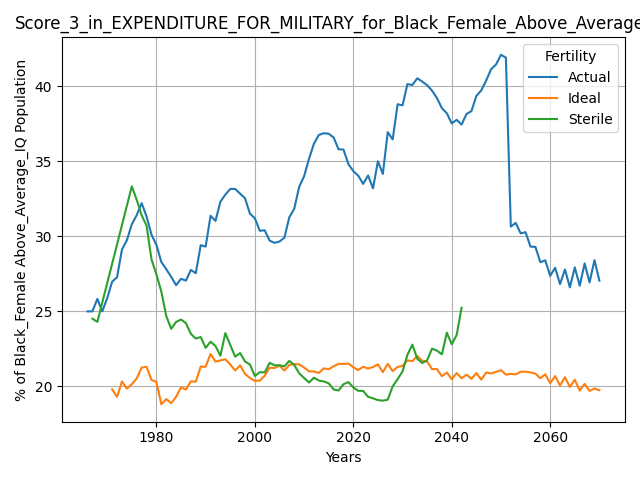 Score_3_in_EXPENDITURE_FOR_MILITARY_for_Black_Female_Above_Average
Fertility
Actual
Ideal
Sterile
% of Black_Female Above_Average_IQ Population
40
35
30
25
20
1980 2000 2020 2040 2060
Years